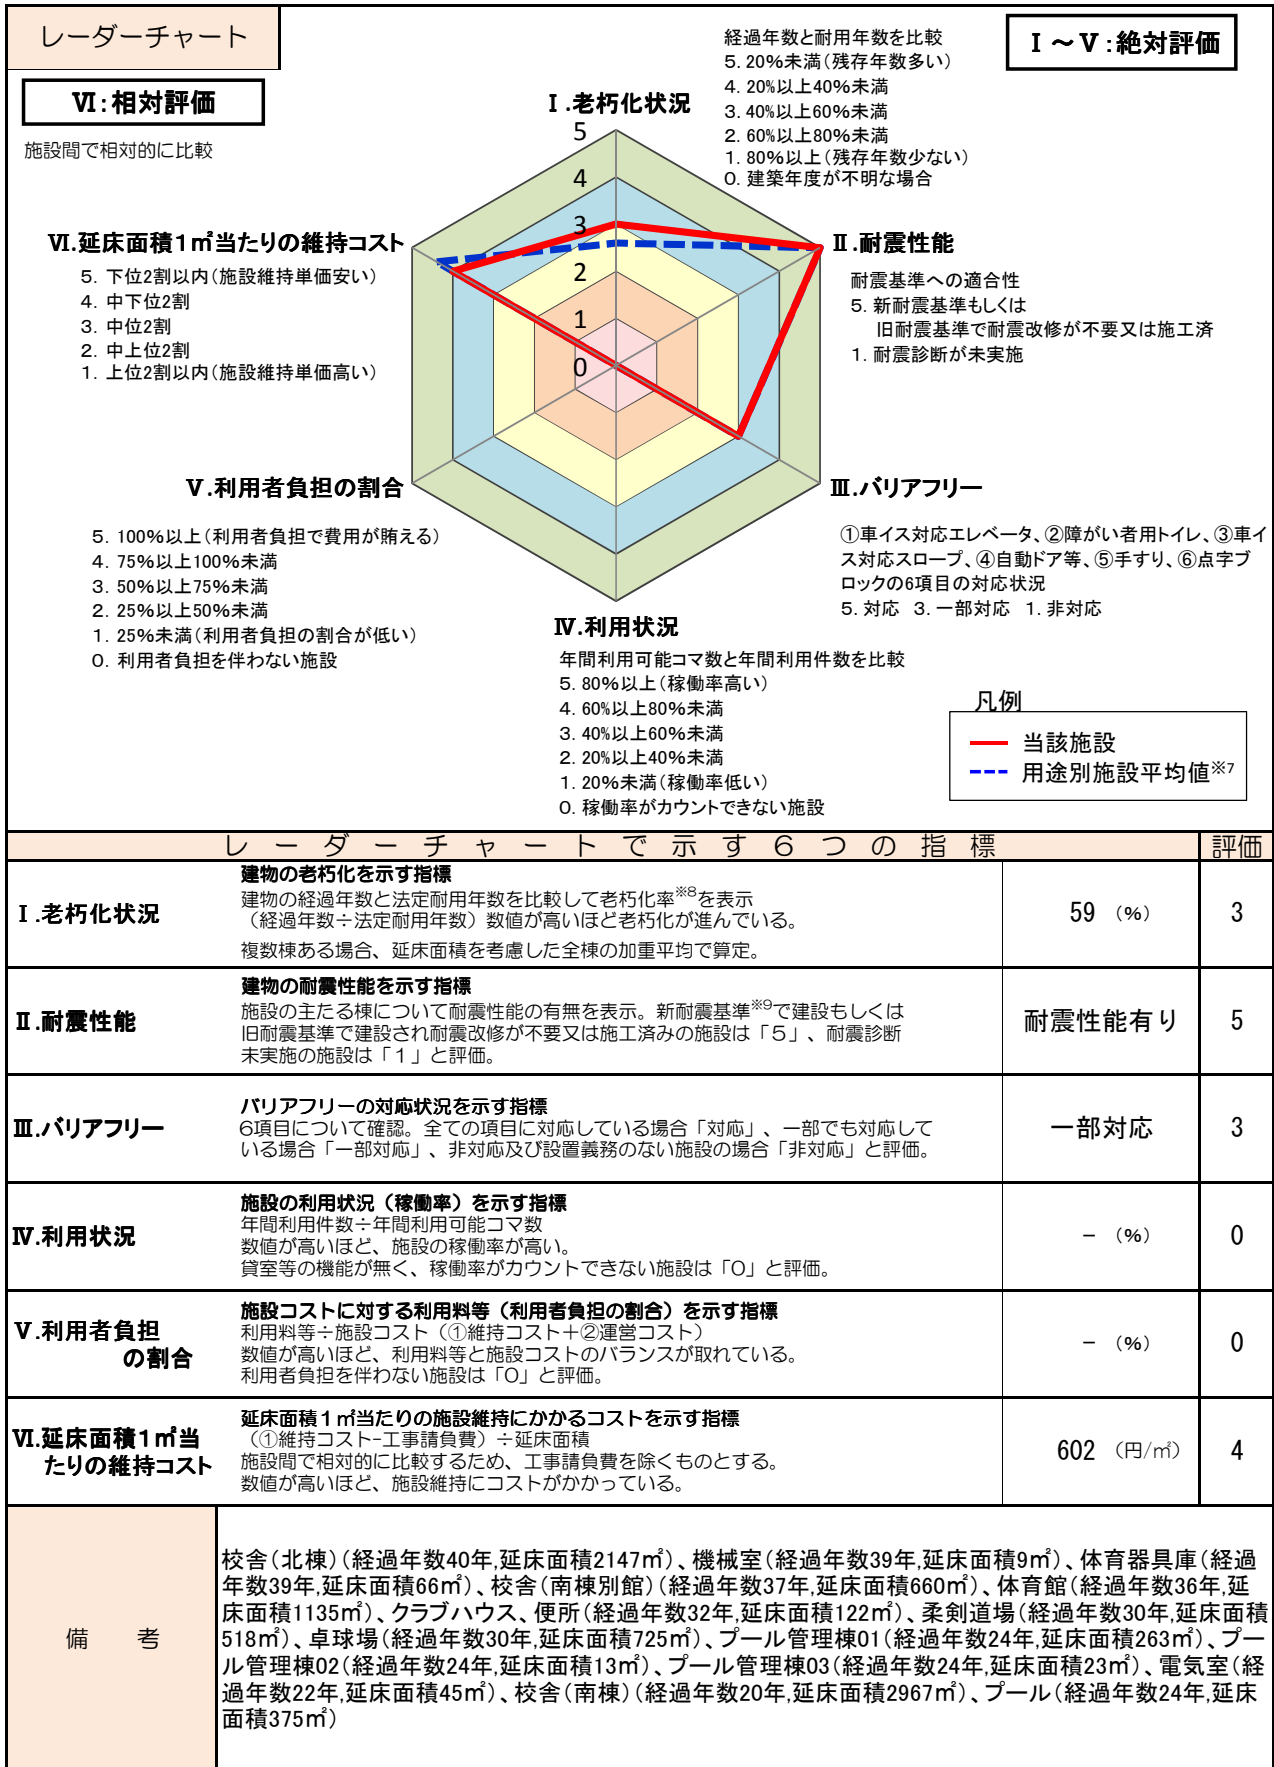 レーダーチャート
Ⅵ:相対評価
施設間で相対的に比較
Ⅰ～Ⅴ:絶対評価
経過年数と耐用年数を比較
5. 20%未満(残存年数多い)
4. 20%以上40%未満
3. 40%以上60%未満
2. 60%以上80%未満
1. 80%以上(残存年数少ない)
0. 建築年度が不明な場合
Ⅰ.老朽化状況
5
4
3
2
1
0
Ⅵ.延床面積1㎡当たりの維持コスト
5. 下位2割以内(施設維持単価安い)
4. 中下位2割
3. 中位2割
2. 中上位2割
1. 上位2割以内(施設維持単価高い)
Ⅱ.耐震性能
耐震基準への適合性
5. 新耐震基準もしくは
旧耐震基準で耐震改修が不要又は施工済
1. 耐震診断が未実施
Ⅴ.利用者負担の割合
5. 100%以上(利用者負担で費用が賄える)
4. 75%以上100%未満
3. 50%以上75%未満
2. 25%以上50%未満
1. 25%未満(利用者負担の割合が低い)
0. 利用者負担を伴わない施設
Ⅲ.バリアフリー
①車イス対応エレベータ、②障がい者用トイレ、③車イ
ス対応スロープ、④自動ドア等、⑤手すり、⑥点字ブ
ロックの6項目の対応状況
5. 対応 3. 一部対応 1. 非対応
Ⅳ.利用状況
年間利用可能コマ数と年間利用件数を比較
5. 80%以上(稼働率高い)
4. 60%以上80%未満
3. 40%以上60%未満
2. 20%以上40%未満
1. 20%未満(稼働率低い)
0. 稼働率がカウントできない施設
凡例
当該施設
用途別施設平均値※7
レーダーチャートで示す6つの指標 評価
Ⅰ.老朽化状況
建物の老朽化を示す指標
建物の経過年数と法定耐用年数を比較して老朽化率※8を表示
(経過年数÷法定耐用年数)数値が高いほど老朽化が進んでいる。
複数棟ある場合、延床面積を考慮した全棟の加重平均で算定。
59 (%) 3
Ⅱ.耐震性能
建物の耐震性能を示す指標
施設の主たる棟について耐震性能の有無を表示。新耐震基準※9で建設もしくは
旧耐震基準で建設され耐震改修が不要又は施工済みの施設は「5」、耐震診断
未実施の施設は「1」と評価。
耐震性能有り 5
Ⅲ.バリアフリー
バリアフリーの対応状況を示す指標
6項目について確認。全ての項目に対応している場合「対応」、一部でも対応して
いる場合「一部対応」、非対応及び設置義務のない施設の場合「非対応」と評価。
一部対応 3
Ⅳ.利用状況
施設の利用状況(稼働率)を示す指標
年間利用件数÷年間利用可能コマ数
数値が高いほど、施設の稼働率が高い。
貸室等の機能が無く、稼働率がカウントできない施設は「0」と評価。
－ (%) 0
Ⅴ.利用者負担
の割合
施設コストに対する利用料等(利用者負担の割合)を示す指標
利用料等÷施設コスト(①維持コスト+②運営コスト)
数値が高いほど、利用料等と施設コストのバランスが取れている。
利用者負担を伴わない施設は「0」と評価。
－ (%) 0
Ⅵ.延床面積1㎡当
たりの維持コスト
延床面積1㎡当たりの施設維持にかかるコストを示す指標
(①維持コスト-工事請負費)÷延床面積
施設間で相対的に比較するため、工事請負費を除くものとする。
数値が高いほど、施設維持にコストがかかっている。
602 (円/㎡) 4
備 考
校舎(北棟)(経過年数40年,延床面積2147㎡)、機械室(経過年数39年,延床面積9㎡)、体育器具庫(経過
年数39年,延床面積66㎡)、校舎(南棟別館)(経過年数37年,延床面積660㎡)、体育館(経過年数36年,延
床面積1135㎡)、クラブハウス、便所(経過年数32年,延床面積122㎡)、柔剣道場(経過年数30年,延床面積
518㎡)、卓球場(経過年数30年,延床面積725㎡)、プール管理棟01(経過年数24年,延床面積263㎡)、プー
ル管理棟02(経過年数24年,延床面積13㎡)、プール管理棟03(経過年数24年,延床面積23㎡)、電気室(経
過年数22年,延床面積45㎡)、校舎(南棟)(経過年数20年,延床面積2967㎡)、プール(経過年数24年,延床
面積375㎡)